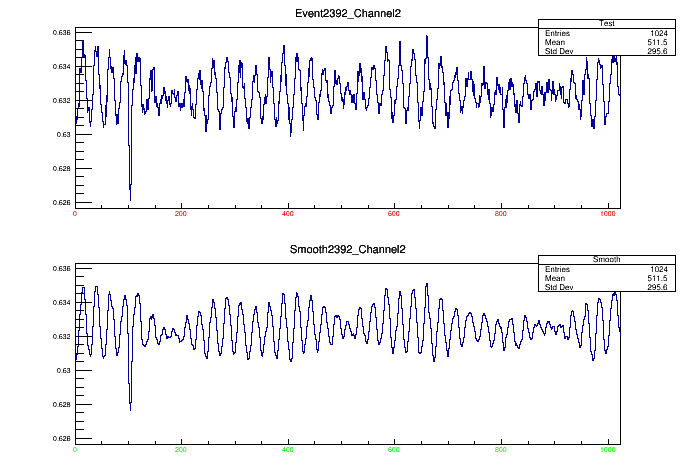 Event2392_Channel2
Test
Entries 1024
Mean 511.5
Std Dev 295.6
0.636
0.634
0.632
0.63
0.628
0.626
0 200 400 600 800 1000
Smooth2392_Channel2
Smooth
Entries 1024
Mean 511.5
Std Dev 295.6
0.636
0.634
0.632
0.63
0.628
0.626
0 200 400 600 800 1000